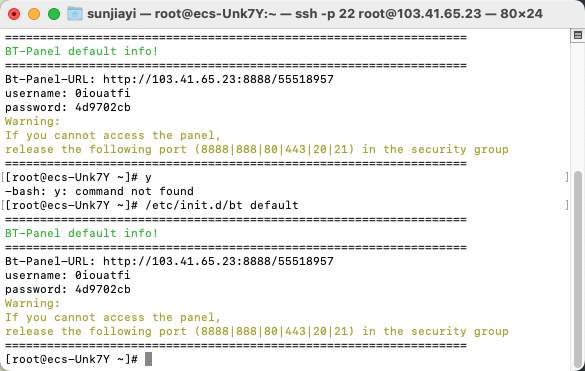 sunjiayi — root@ecs-Unk7Y:~ — ssh -p 22 root@103.41.65.23 — 80×24
==================================================================
BT-Panel default info!
==================================================================
Bt-Panel-URL: http://103.41.65.23:8888/55518957
username: 0iouatfi
password: 4d9702cb
Warning:
If you cannot access the panel,
release the following port (8888|888|80|443|20|21) in the security group
==================================================================
[[root@ecs-Unk7Y ~]# y ]
-bash: y: command not found
[[root@ecs-Unk7Y ~]# /etc/init.d/bt default ]
==================================================================
BT-Panel default info!
==================================================================
Bt-Panel-URL: http://103.41.65.23:8888/55518957
username: 0iouatfi
password: 4d9702cb
Warning:
If you cannot access the panel,
release the following port (8888|888|80|443|20|21) in the security group
==================================================================
[root@ecs-Unk7Y ~]#